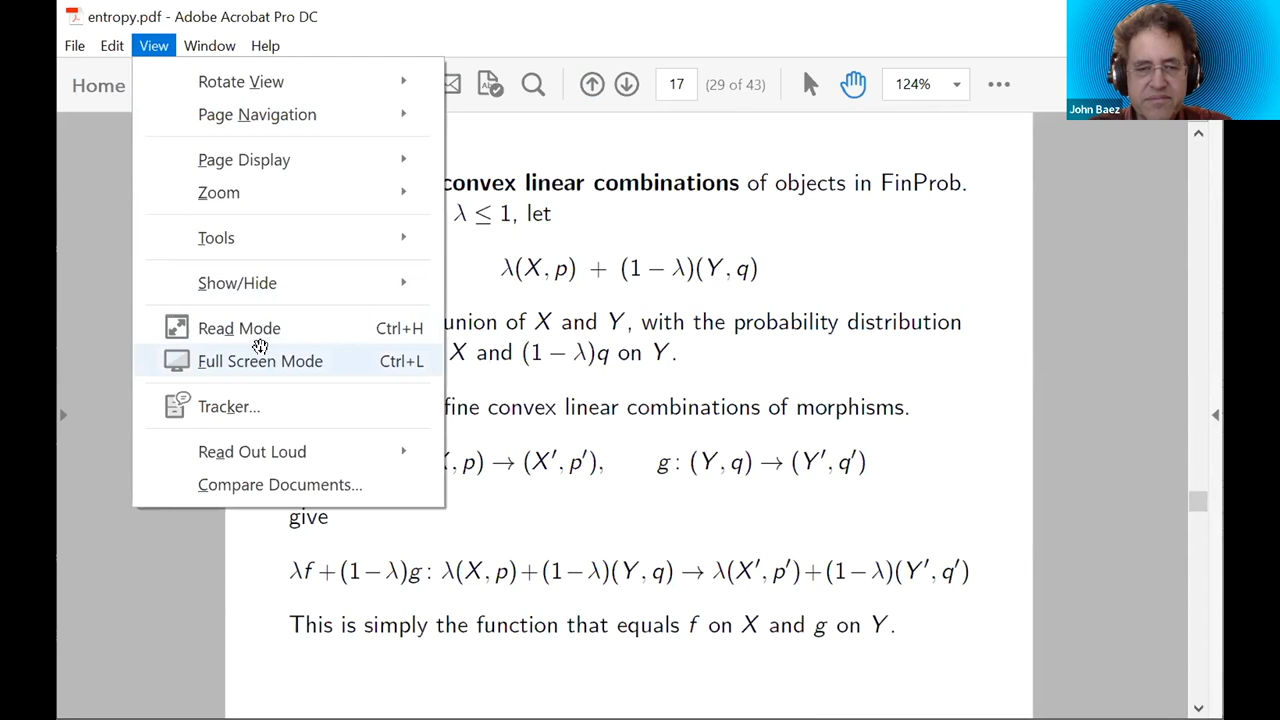 entropy.pdf - Adobe Acrobat Pro DC
File Edit View Window Help
Home
17 (29 of 43) 124%
John Baez
Rotate View
Page Navigation
Page Display
Zoom
Tools
Show/Hide
Read Mode Ctrl+H
Full Screen Mode Ctrl+L
Tracker...
Read Out Loud
Compare Documents...
convex linear combinations of objects in FinProb.
λ ≤ 1, let
λ(X, p) + (1 − λ)(Y, q)
union of X and Y, with the probability distribution
X and (1 − λ)q on Y.
fine convex linear combinations of morphisms.
, p) → (X′, p′), g: (Y, q) → (Y′, q′)
give
λf + (1 − λ)g: λ(X, p) + (1 − λ)(Y, q) → λ(X′, p′) + (1 − λ)(Y′, q′)
This is simply the function that equals f on X and g on Y.